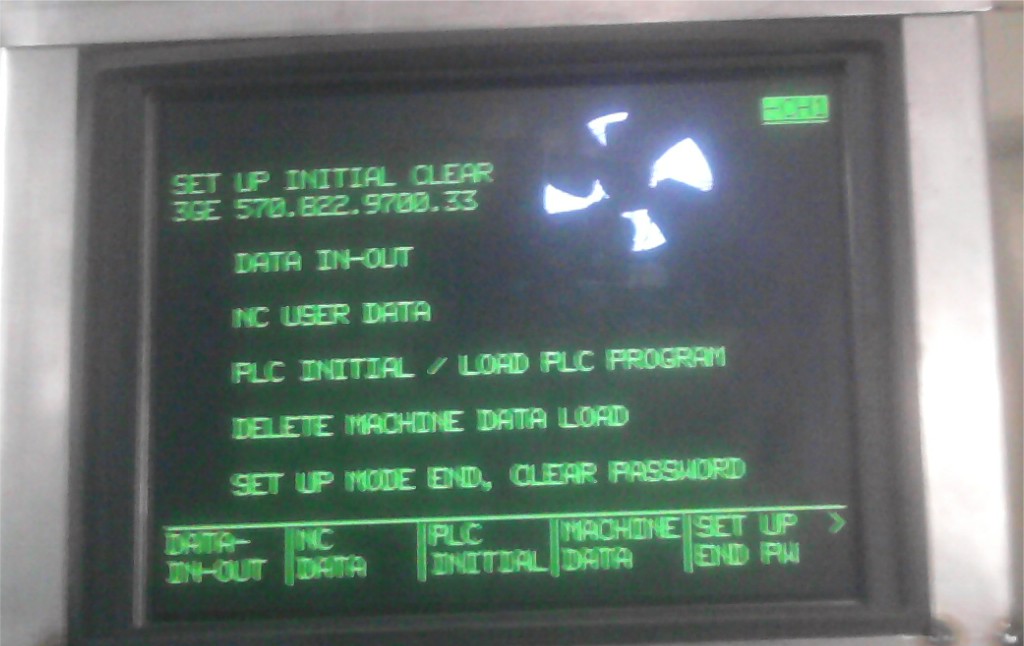 SET UP INITIAL CLEAR
3GE 570.822.9700.33
DATA IN-OUT
NC USER DATA
PLC INITIAL / LOAD PLC PROGRAM
DELETE MACHINE DATA LOAD
SET UP MODE END, CLEAR PASSWORD
DATA- NC PLC MACHINE SET UP >
IN-OUT DATA INITIAL DATA END PW